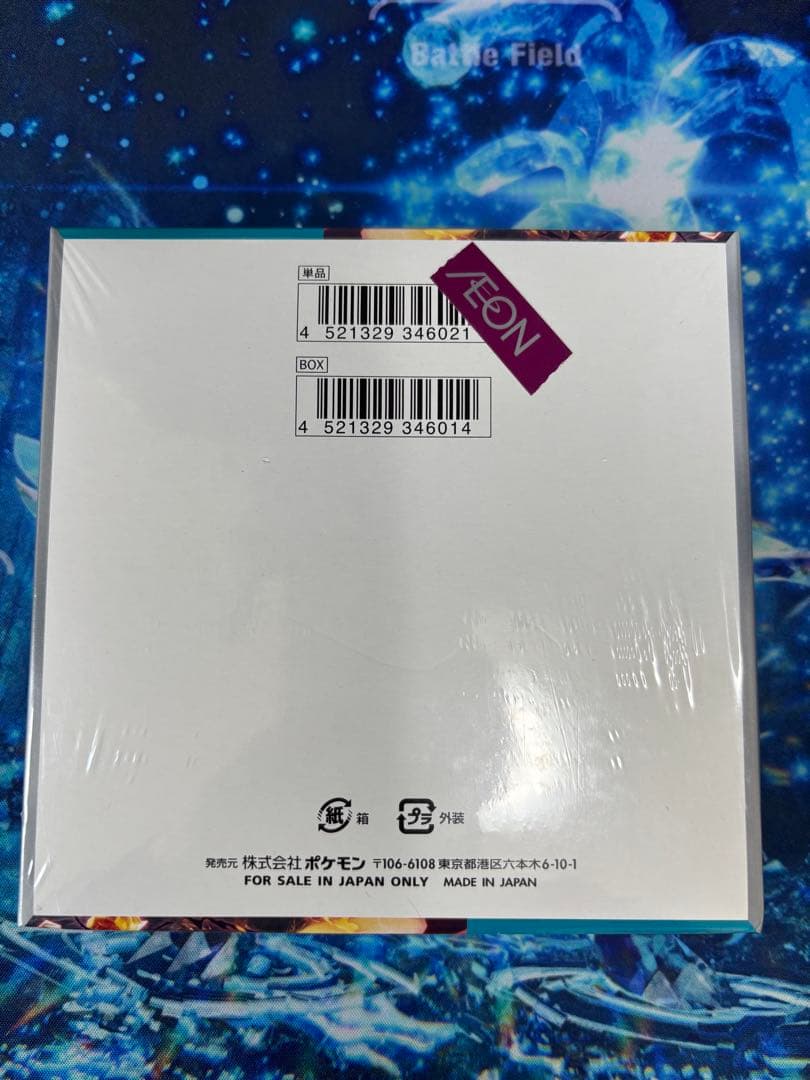 Battle Field
単品
4 521329 346021
ÆON
BOX
4 521329 346014
紙 箱 プラ 外装
発売元 株式会社 ポケモン 〒106-6108 東京都港区六本木6-10-1
FOR SALE IN JAPAN ONLY MADE IN JAPAN